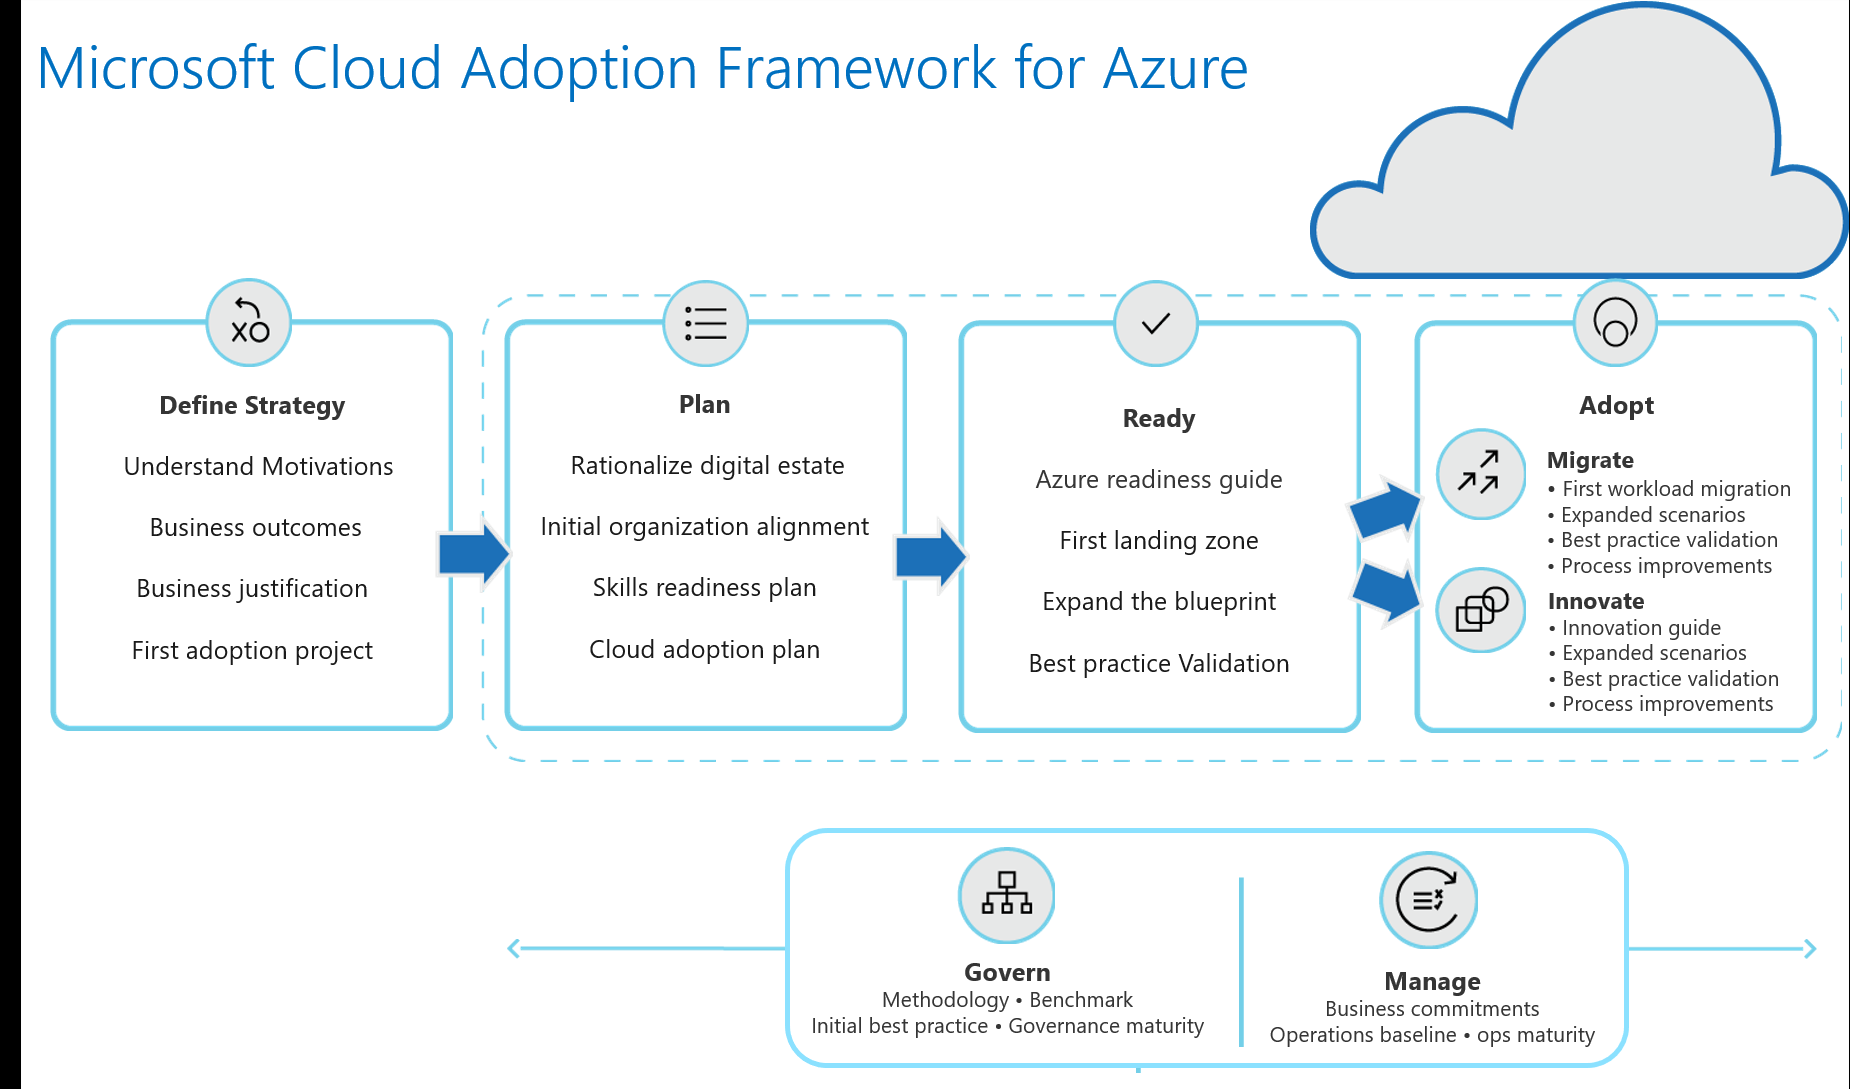 Microsoft Cloud Adoption Framework for Azure
Define Strategy
Understand Motivations
Business outcomes
Business justification
First adoption project
Plan
Rationalize digital estate
Initial organization alignment
Skills readiness plan
Cloud adoption plan
Ready
Azure readiness guide
First landing zone
Expand the blueprint
Best practice Validation
Adopt
Migrate
• First workload migration
• Expanded scenarios
• Best practice validation
• Process improvements
Innovate
• Innovation guide
• Expanded scenarios
• Best practice validation
• Process improvements
Govern
Methodology • Benchmark
Initial best practice • Governance maturity
Manage
Business commitments
Operations baseline • ops maturity